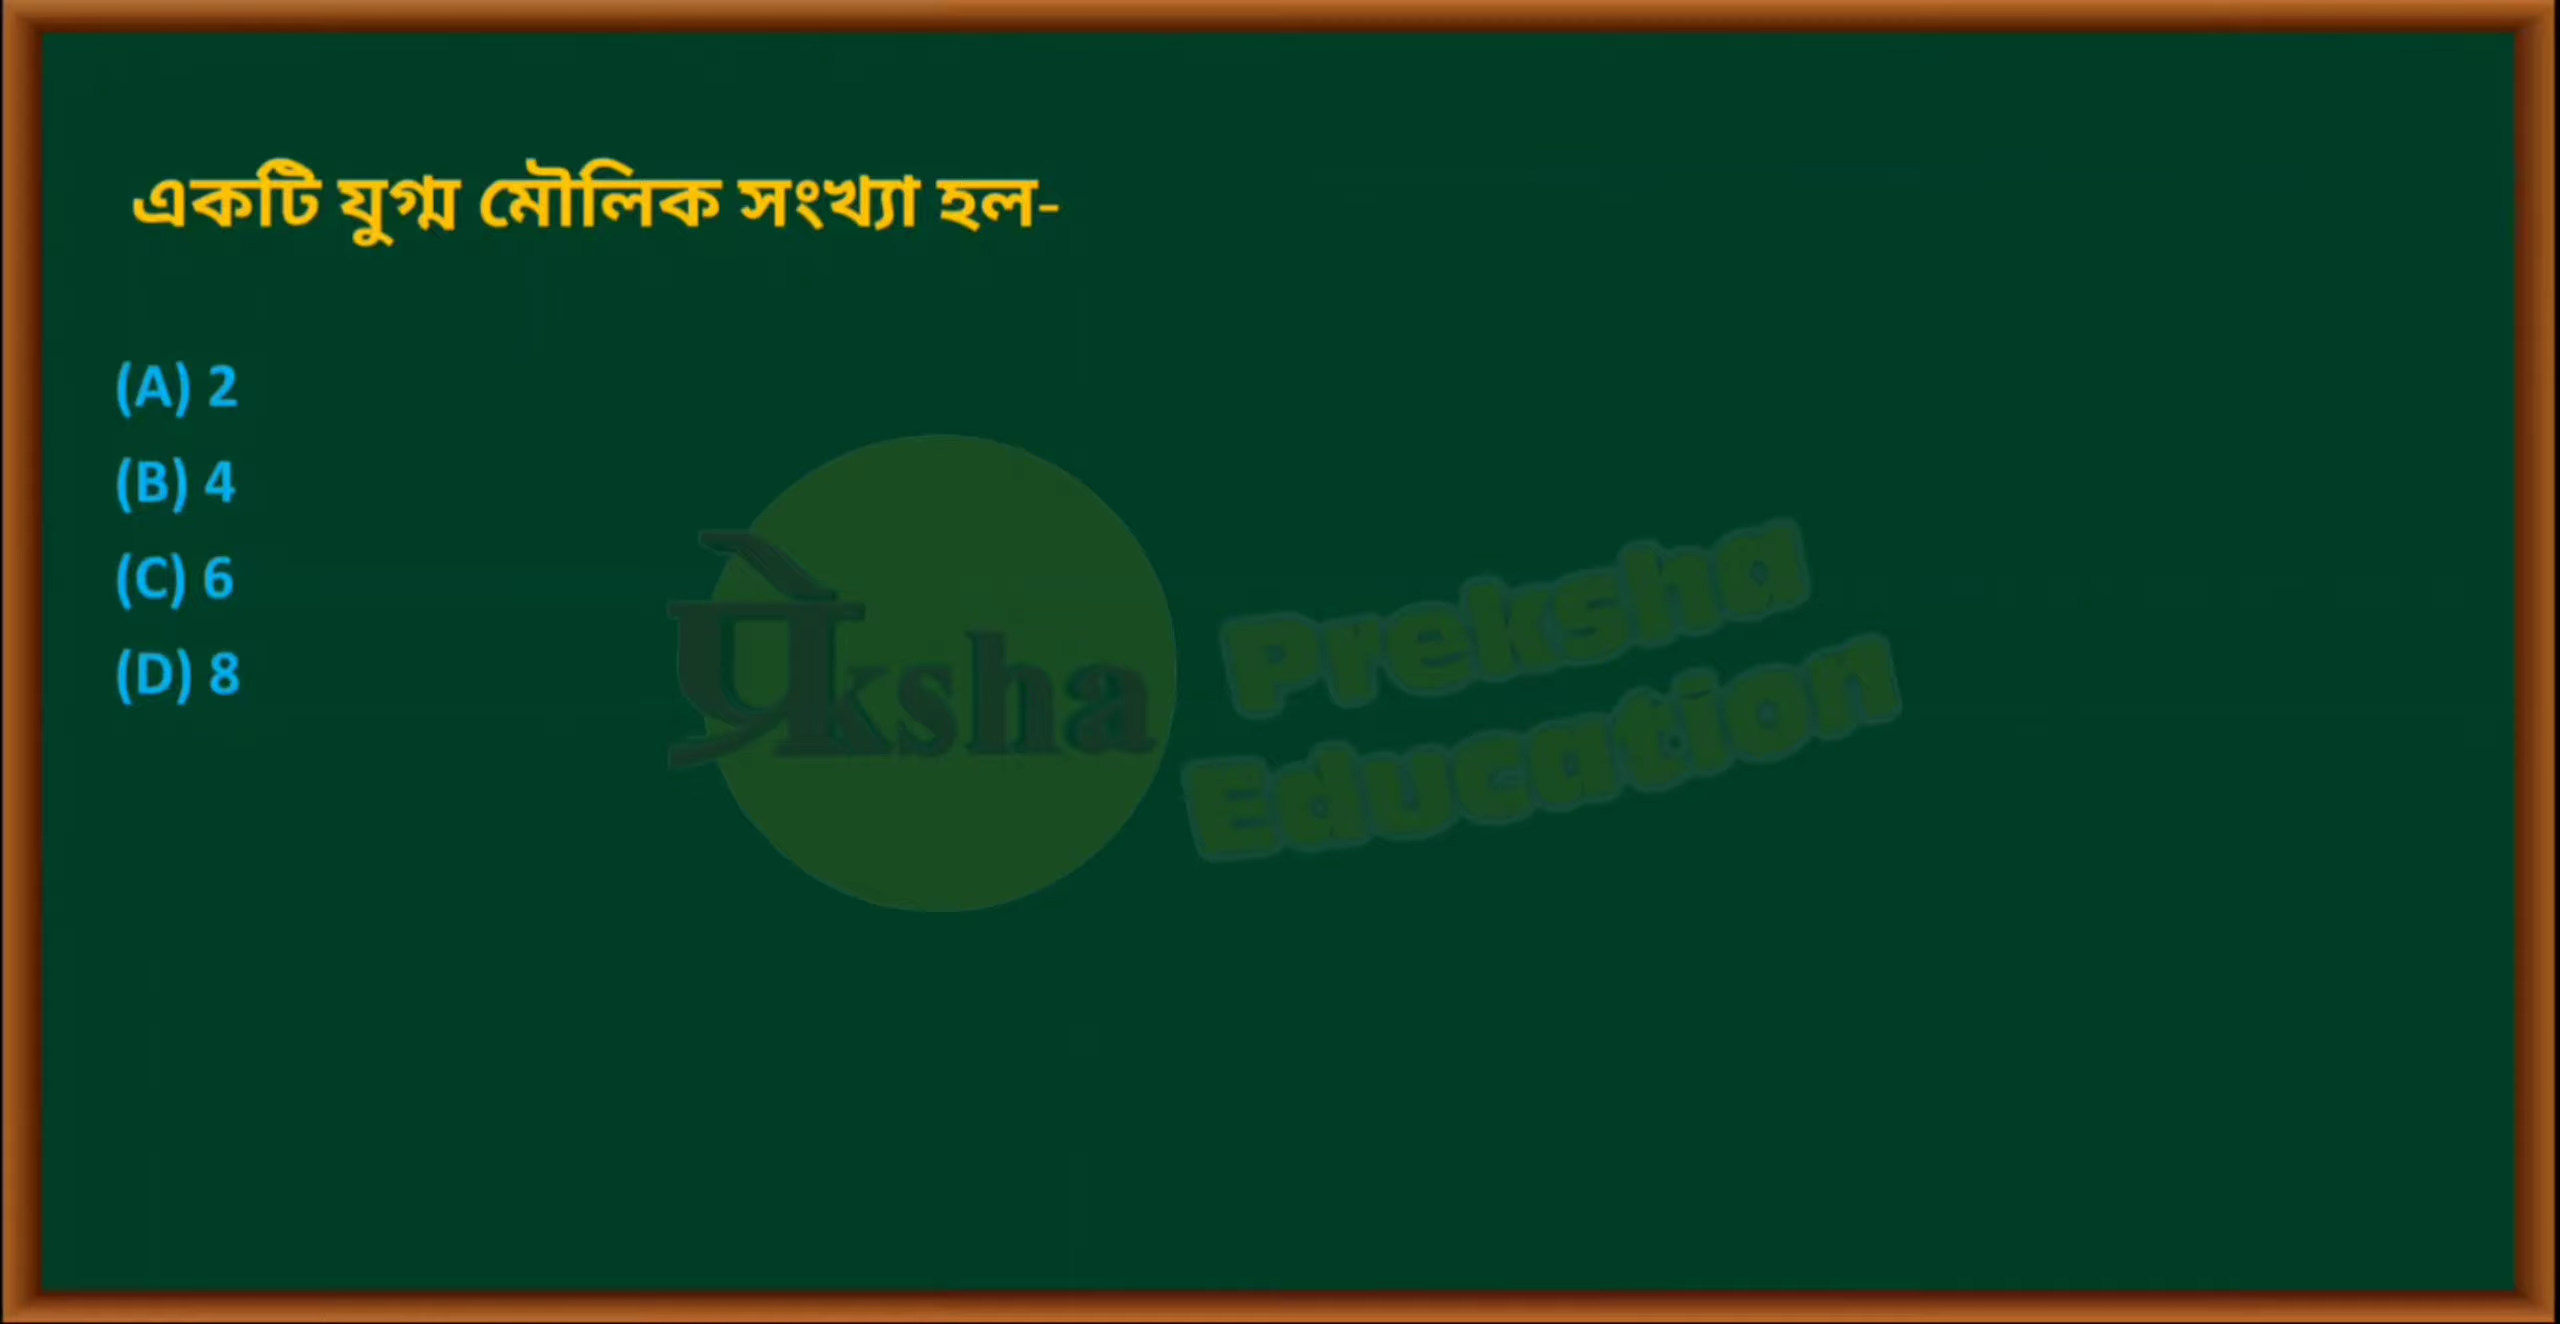 একটি যুগ্ম মৌলিক সংখ্যা হল-
(A) 2
(B) 4
(C) 6
(D) 8
प्रेksha
Preksha
Education